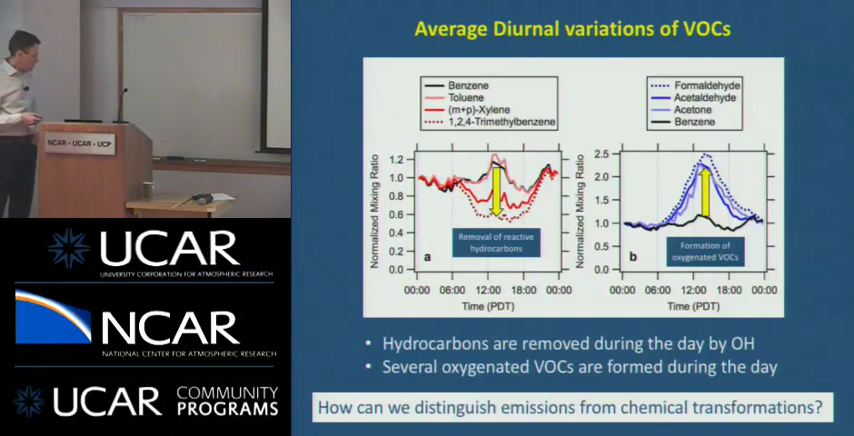 Average Diurnal variations of VOCs
Benzene
Toluene
(m+p)-Xylene
1,2,4-Trimethylbenzene
Formaldehyde
Acetaldehyde
Acetone
Benzene
Normalized Mixing Ratio
1.2
1.0
0.8
0.6
0.4
0.2
0.0
a
Removal of reactive
hydrocarbons
00:00 06:00 12:00 18:00 00:00
Time (PDT)
Normalized Mixing Ratio
2.5
2.0
1.5
1.0
0.5
0.0
b
Formation of
oxygenated VOCs
00:00 06:00 12:00 18:00 00:00
Time (PDT)
• Hydrocarbons are removed during the day by OH
• Several oxygenated VOCs are formed during the day
How can we distinguish emissions from chemical transformations?
NCAR - UCAR - UCP
UCAR
UNIVERSITY CORPORATION FOR ATMOSPHERIC RESEARCH
NCAR
NATIONAL CENTER FOR ATMOSPHERIC RESEARCH
UCAR COMMUNITY
PROGRAMS